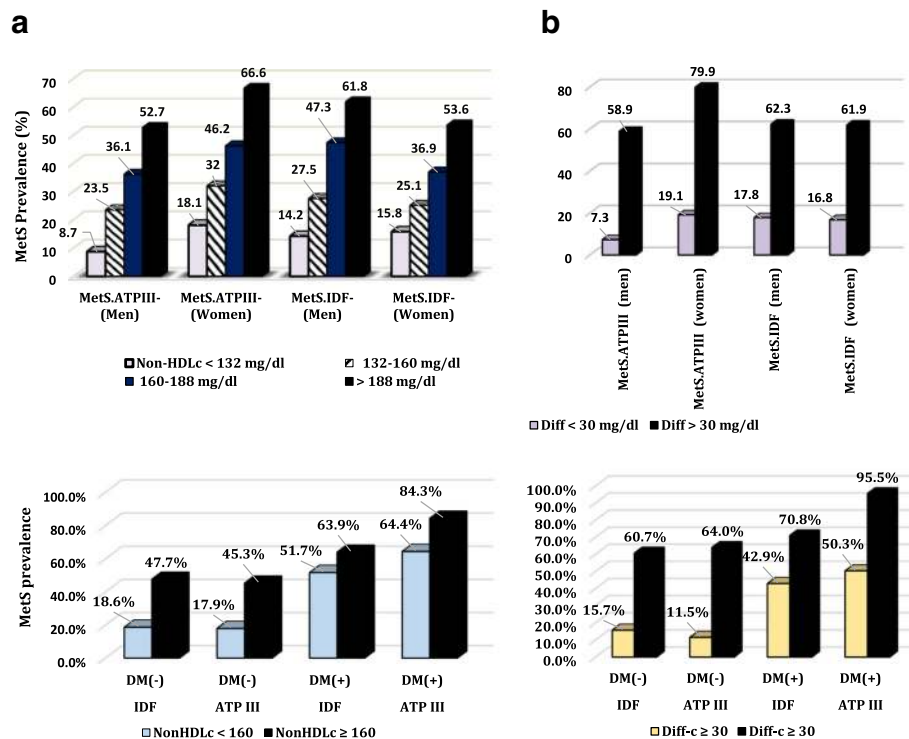 a
MetS Prevalence (%)
70
60
50
40
30
20
10
0
8.7
23.5
36.1
52.7
18.1
32
46.2
66.6
14.2
27.5
47.3
61.8
15.8
25.1
36.9
53.6
MetS.ATPIII-
(Men)
MetS.ATPIII-
(Women)
MetS.IDF-
(Men)
MetS.IDF-
(Women)
Non-HDLc < 132 mg/dl
132-160 mg/dl
160-188 mg/dl
> 188 mg/dl
b
80
60
40
20
0
7.3
58.9
19.1
79.9
17.8
62.3
16.8
61.9
MetS.ATPIII (men)
MetS.ATPIII (women)
MetS.IDF (men)
MetS.IDF (women)
Diff < 30 mg/dl
Diff > 30 mg/dl
MetS prevalence
100.0%
80.0%
60.0%
40.0%
20.0%
0.0%
18.6%
47.7%
17.9%
45.3%
51.7%
63.9%
64.4%
84.3%
DM(-)
DM(-)
DM(+)
DM(+)
IDF
ATP III
IDF
ATP III
NonHDLc < 160
NonHDLc ≥ 160
100.0%
90.0%
80.0%
70.0%
60.0%
50.0%
40.0%
30.0%
20.0%
10.0%
0.0%
15.7%
60.7%
11.5%
64.0%
42.9%
70.8%
50.3%
95.5%
DM(-)
DM(-)
DM(+)
DM(+)
IDF
ATP III
IDF
ATP III
Diff-c ≥ 30
Diff-c ≥ 30